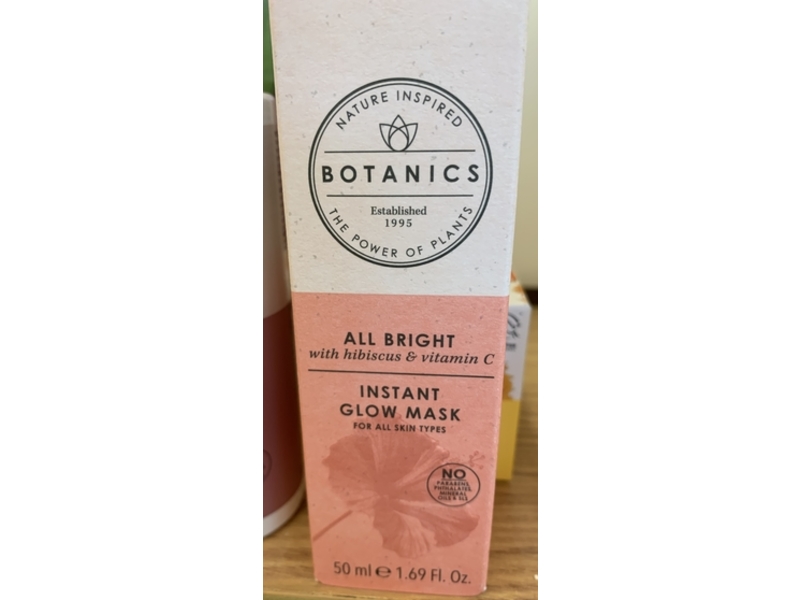 NATURE INSPIRED
BOTANICS
Established
1995
THE POWER OF PLANTS
ALL BRIGHT
with hibiscus & vitamin C
INSTANT
GLOW MASK
FOR ALL SKIN TYPES
NO
PARABENS,
PHTHALATES,
MINERAL
OILS & SLS
50 ml ℮ 1.69 Fl. Oz.